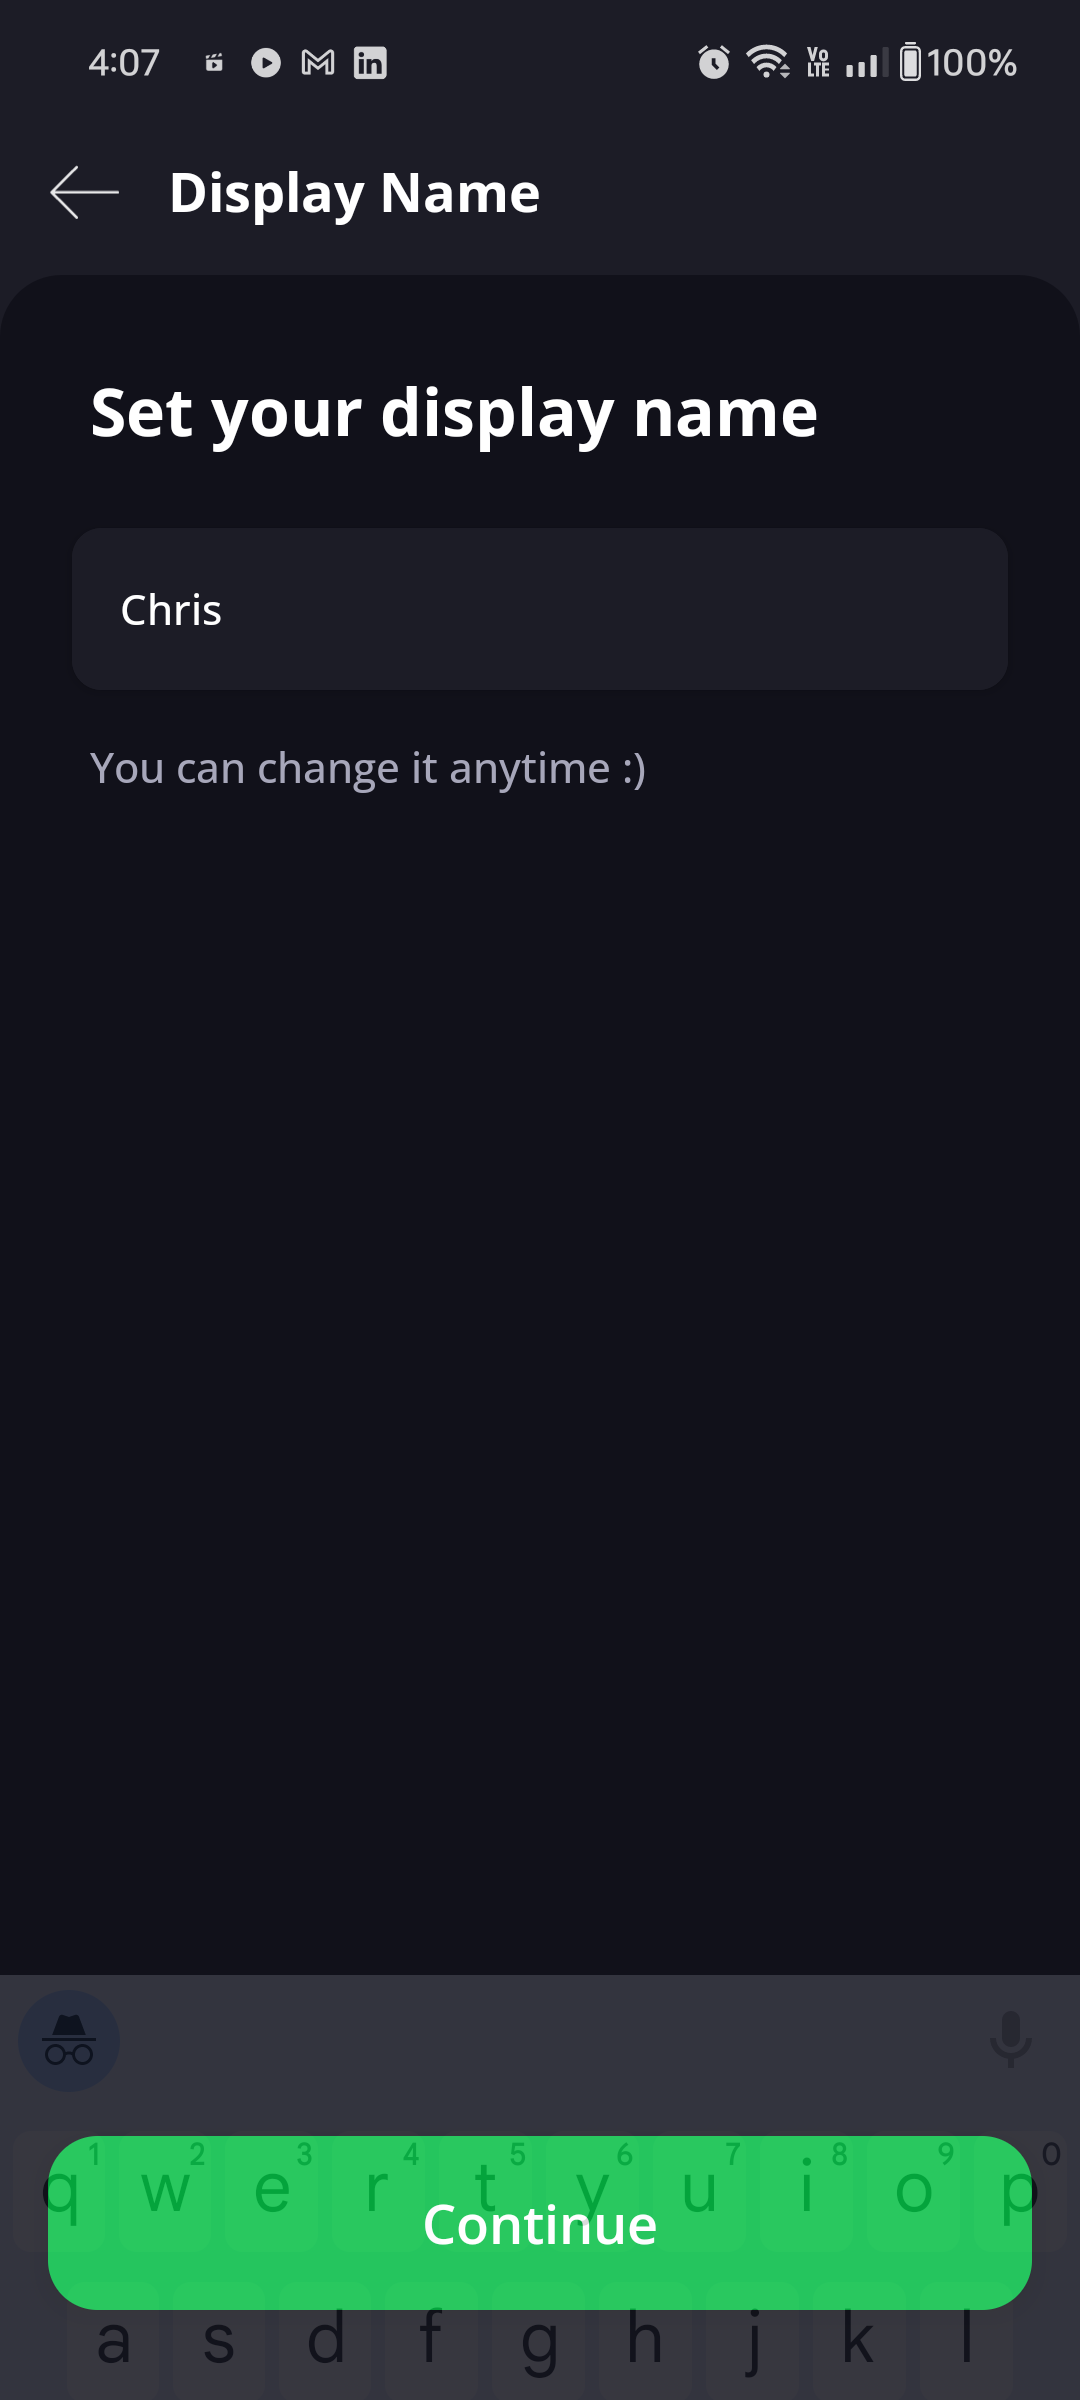 4:07 in Vo LTE 100%
Display Name
Set your display name
Chris
You can change it anytime :)
1 2 3 4 5 6 7 8 9 0
q w e r t y u i o p
Continue
a s d f g h j k l